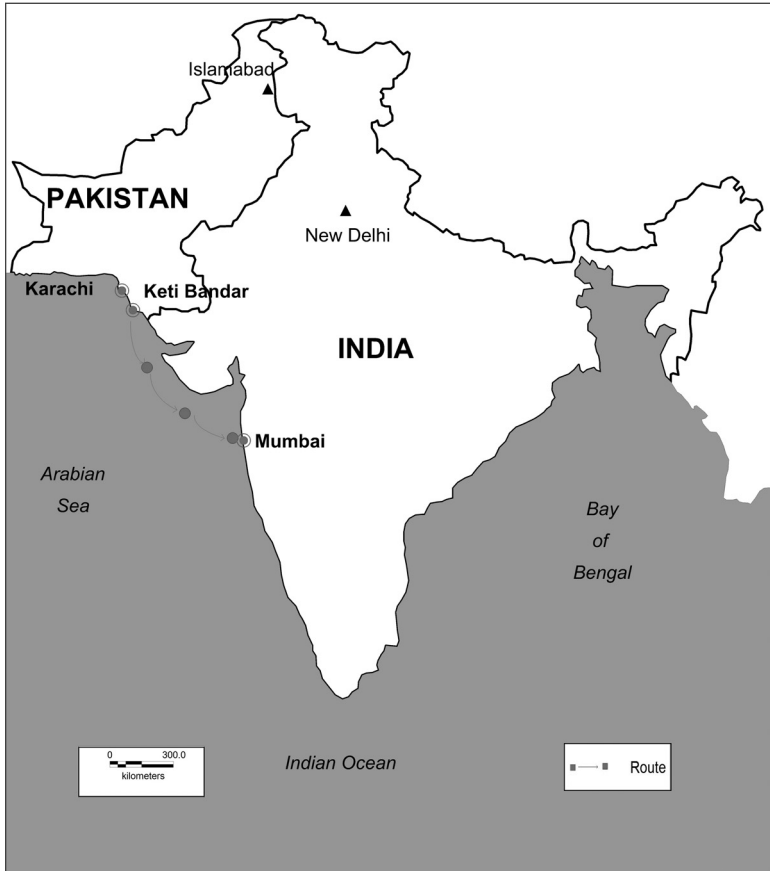 Islamabad
PAKISTAN
New Delhi
Karachi
Keti Bandar
INDIA
Mumbai
Arabian
Sea
Bay
of
Bengal
0 300.0
kilometers
Indian Ocean
Route